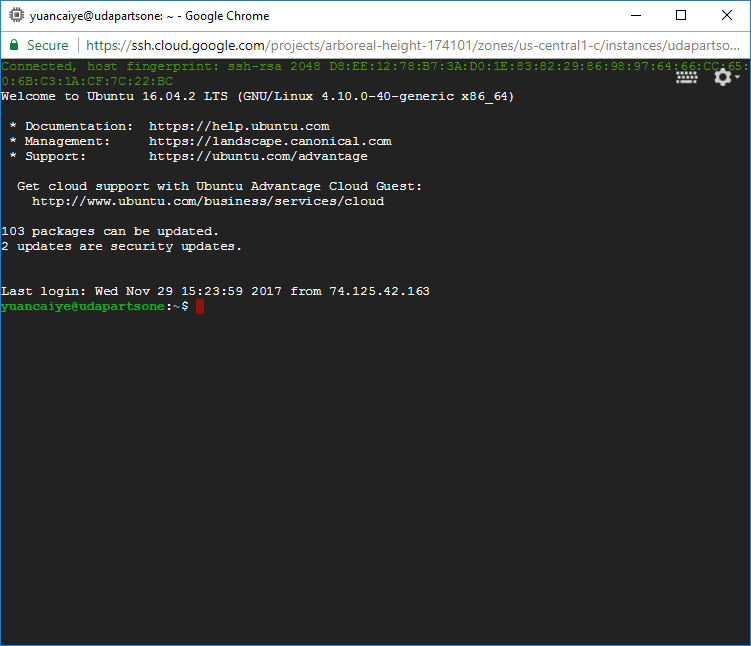 yuancaiye@udapartsone: ~ - Google Chrome
Secure | https://ssh.cloud.google.com/projects/arboreal-height-174101/zones/us-central1-c/instances/udapartso...
Connected, host fingerprint: ssh-rsa 2048 D8:EE:12:78:B7:3A:D0:1E:83:82:29:86:98:97:64:66:CC:65:
0:6B:C3:1A:CF:7C:22:BC
Welcome to Ubuntu 16.04.2 LTS (GNU/Linux 4.10.0-40-generic x86_64)
* Documentation:  https://help.ubuntu.com
* Management:     https://landscape.canonical.com
* Support:        https://ubuntu.com/advantage
Get cloud support with Ubuntu Advantage Cloud Guest:
http://www.ubuntu.com/business/services/cloud
103 packages can be updated.
2 updates are security updates.
Last login: Wed Nov 29 15:23:59 2017 from 74.125.42.163
yuancaiye@udapartsone:~$